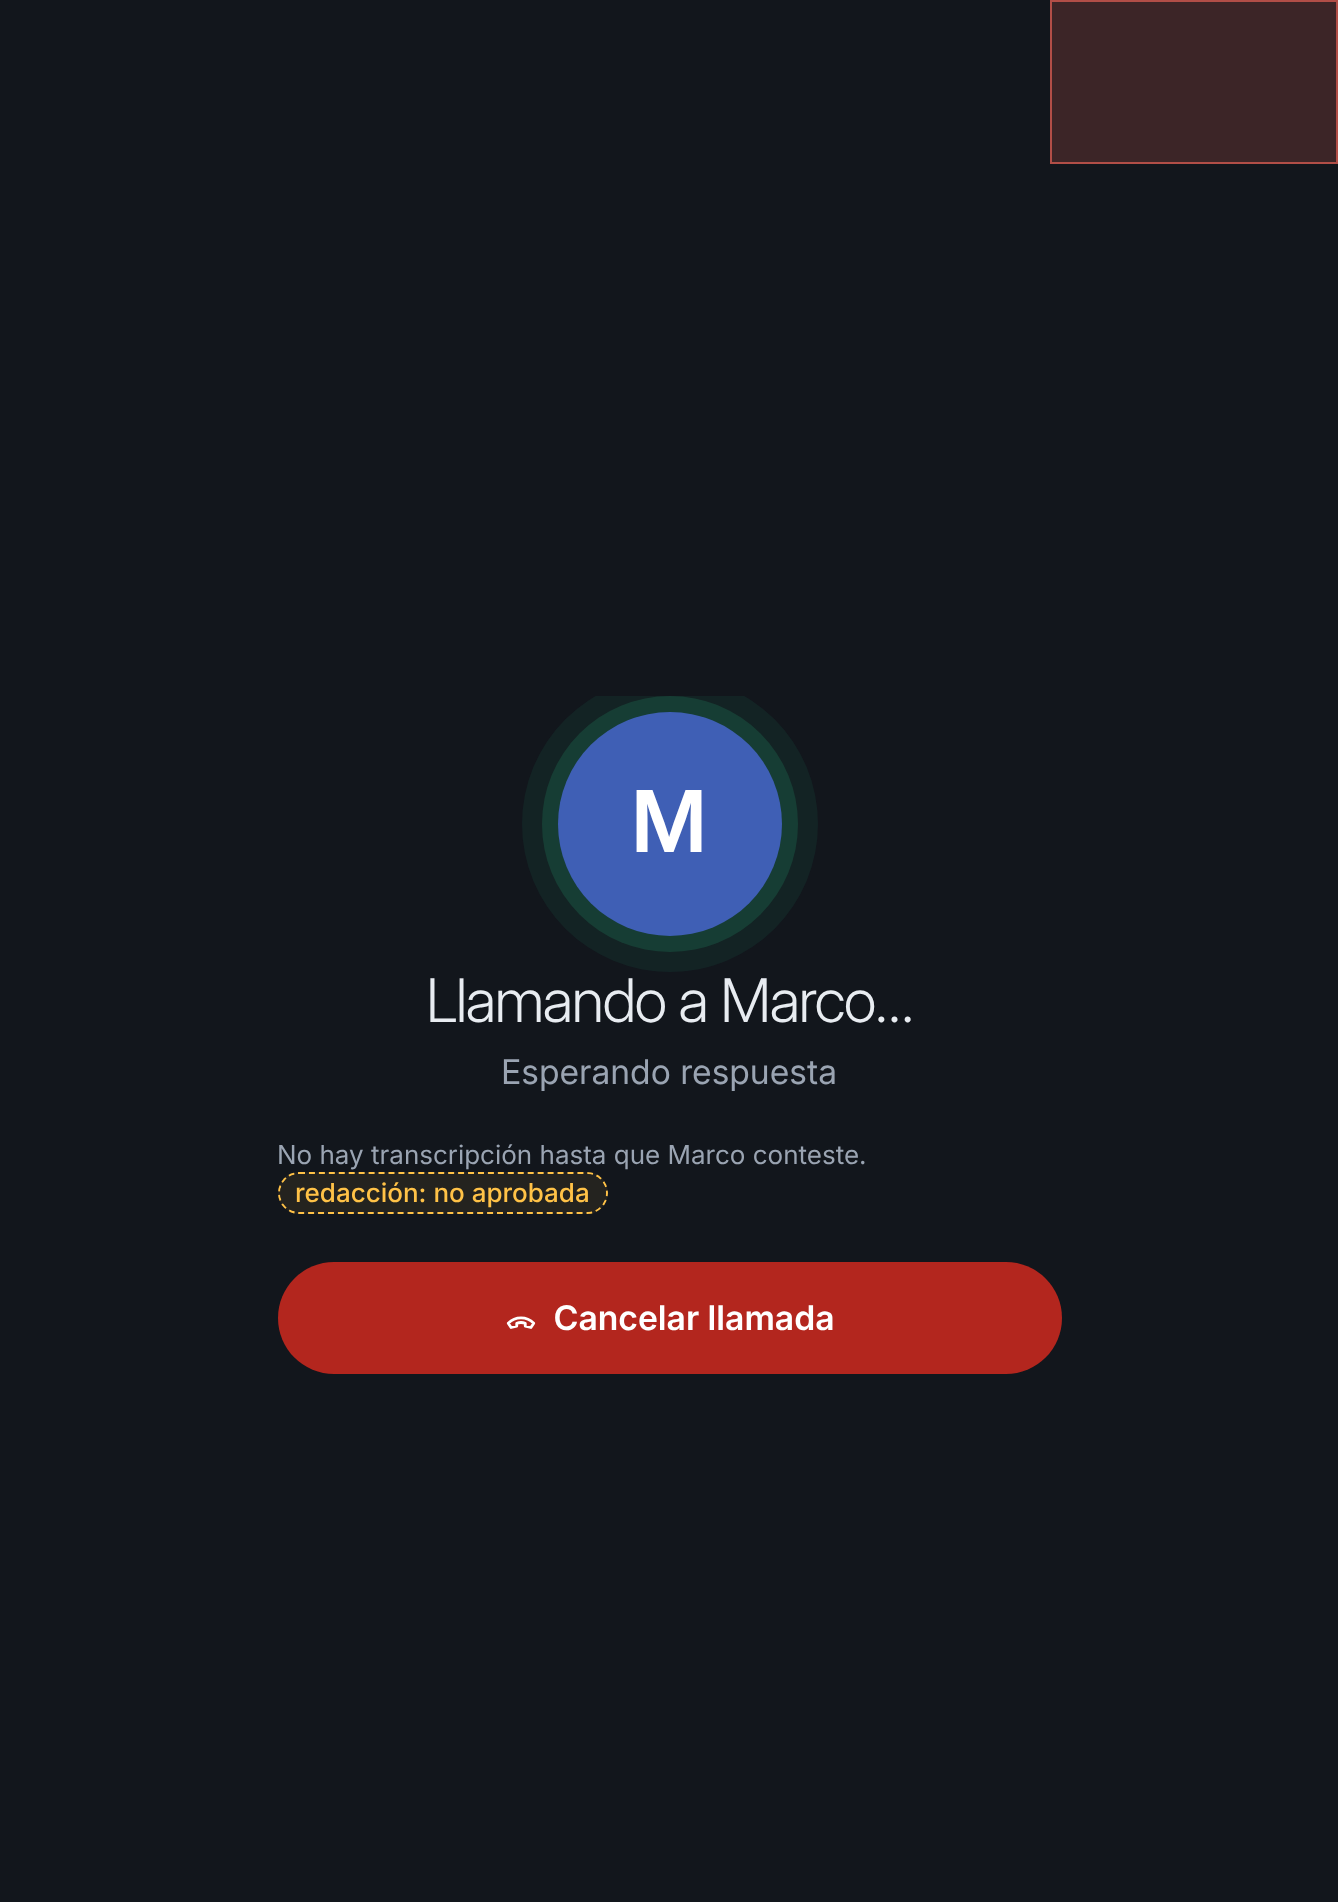 M
Llamando a Marco...
Esperando respuesta
No hay transcripción hasta que Marco conteste.
redacción: no aprobada
Cancelar llamada